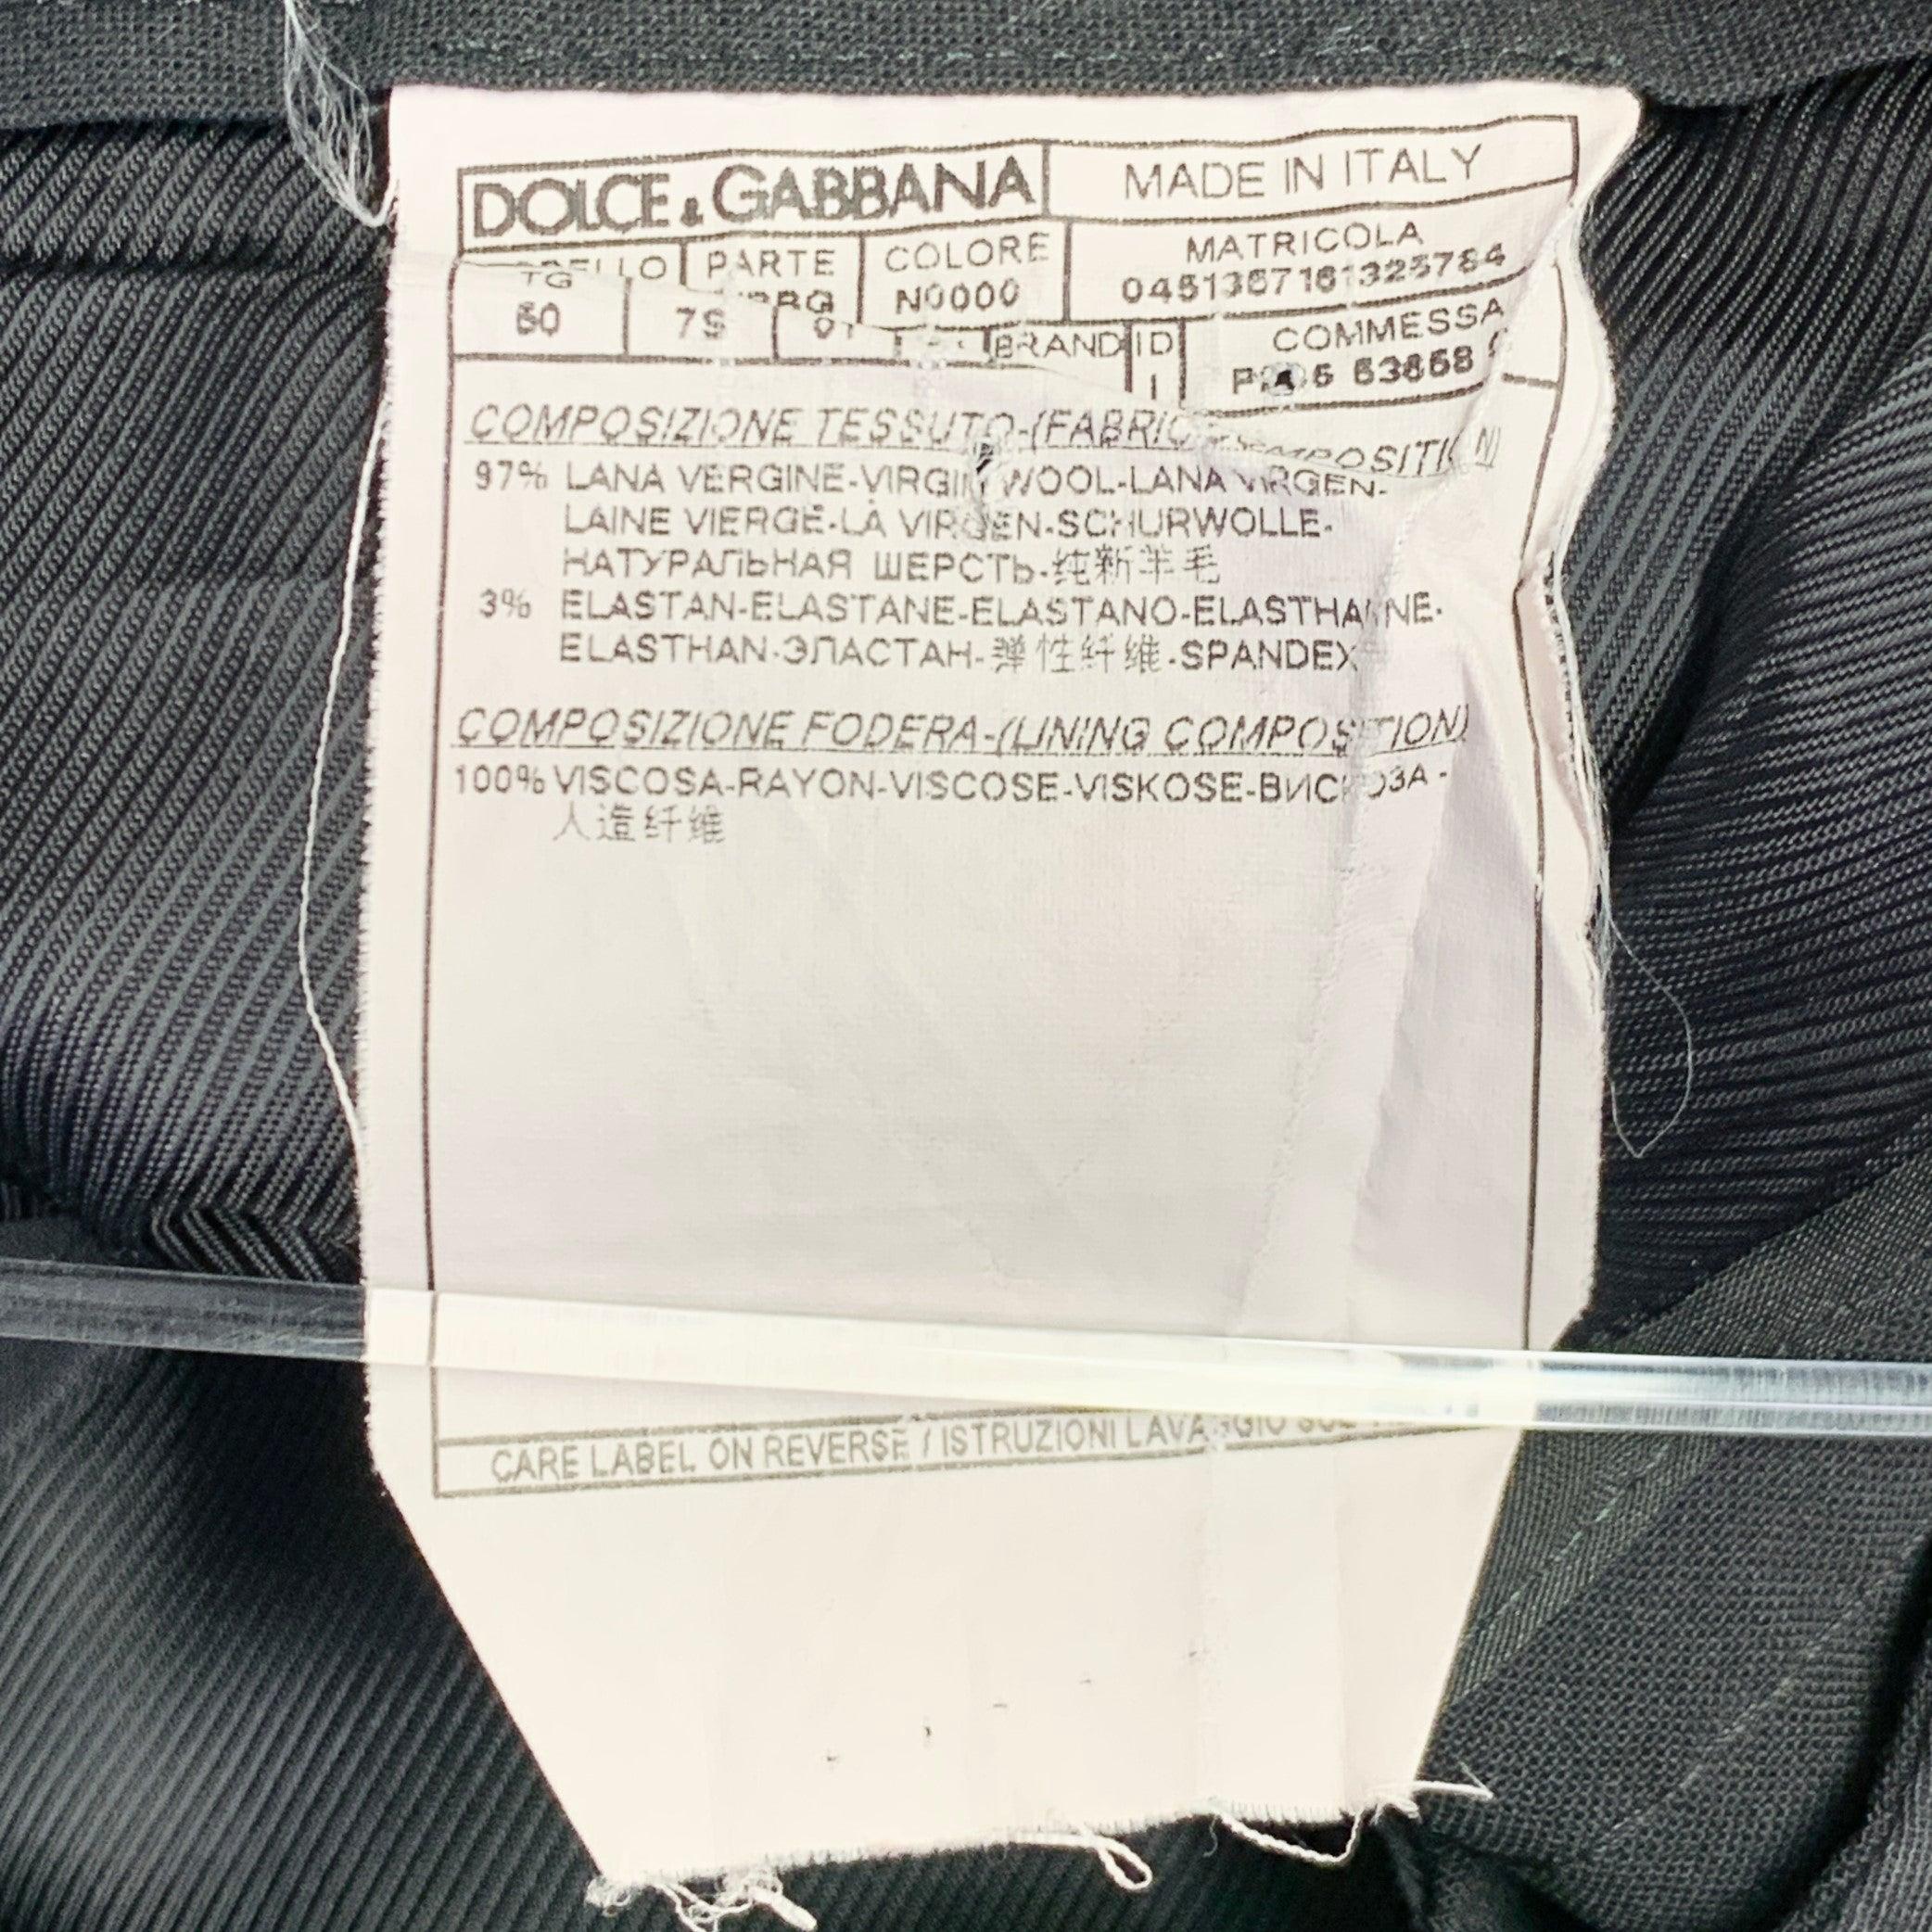 DOLCE & GABBANA MADE IN ITALY
PARTE COLORE MATRICOLA
N0000
TG
7S
BRAND ID COMMESSA
I
COMPOSIZIONE TESSUTO-(FABRIC
97% LANA VERGINE-VIRGIN WOOL-LANA VIRGEN-
LAINE VIERGE-LA VIRGEN-SCHURWOLLE-
НАТУРАЛЬНАЯ ШЕРСТЬ-纯新羊毛
3% ELASTAN-ELASTANE-ELASTANO-ELASTHANNE-
ELASTHAN-ЭЛАСТАН-弹性纤维-SPANDEX
COMPOSIZIONE FODERA-(LINING COMPOSITION)
100% VISCOSA-RAYON-VISCOSE-VISKOSE-ВИСКОЗА-
人造纤维
CARE LABEL ON REVERSE / ISTRUZIONI LAVAGGIO